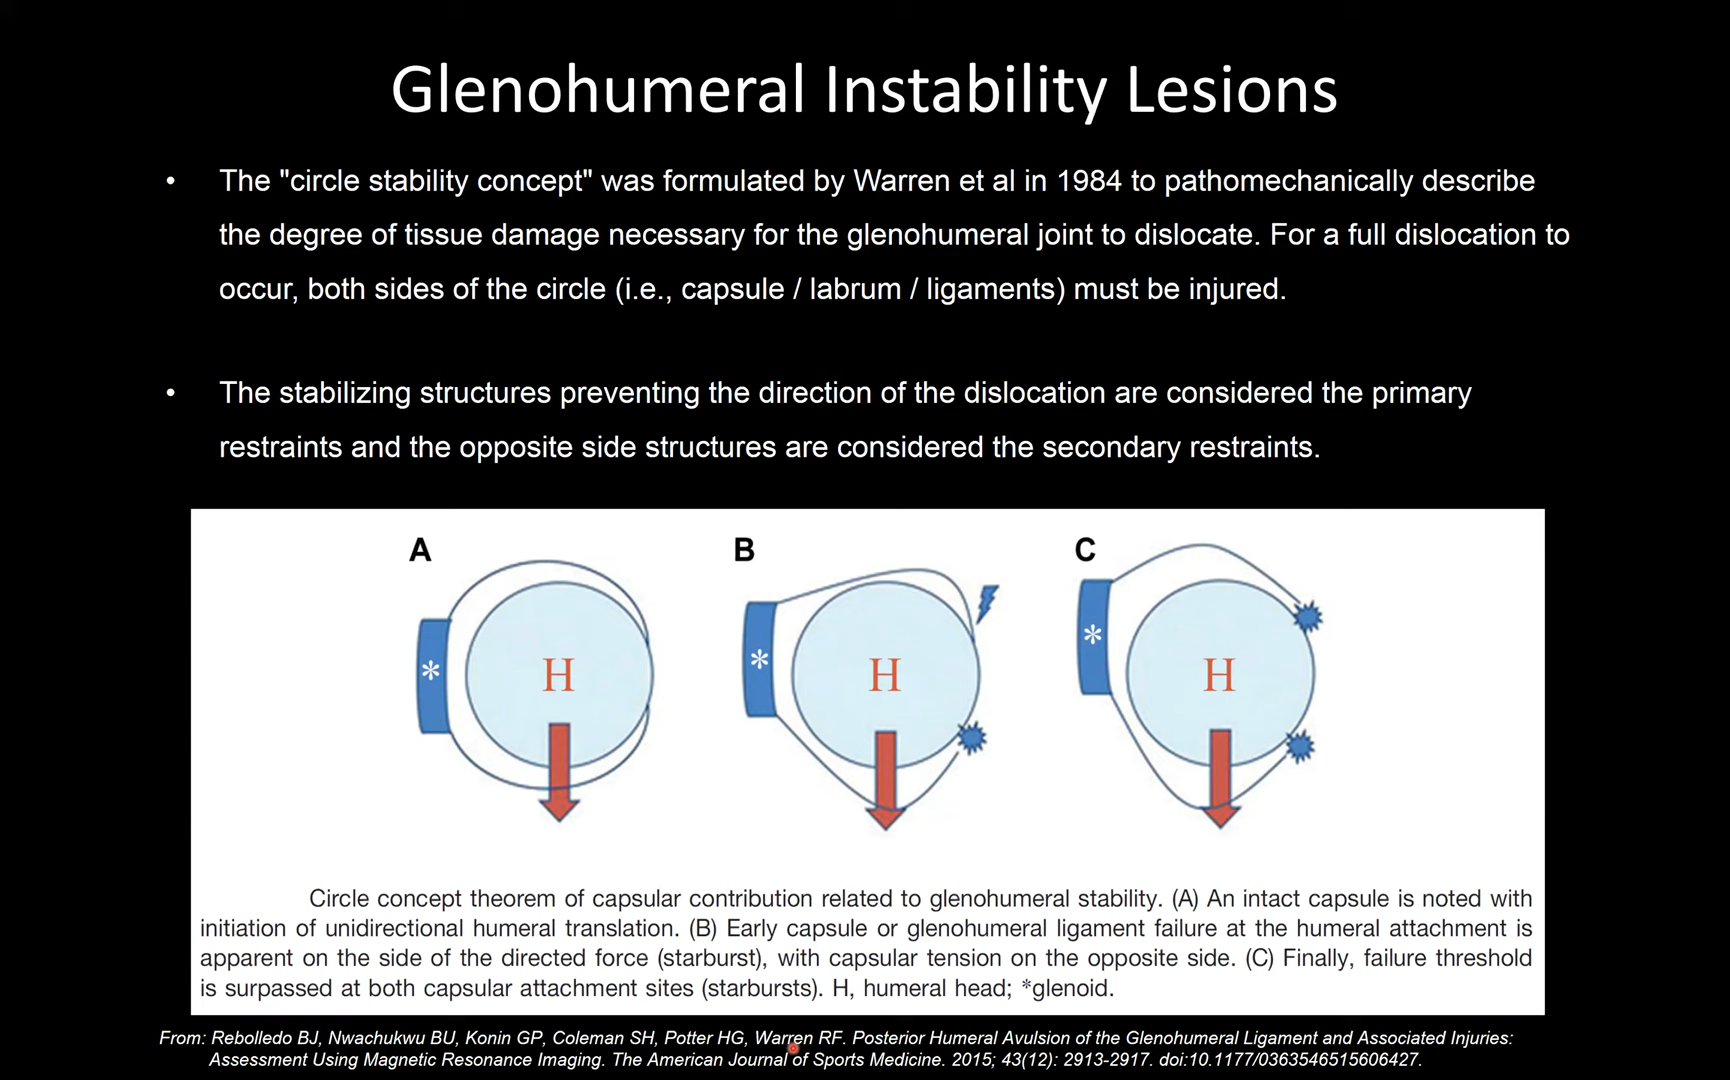 Glenohumeral Instability Lesions
• The "circle stability concept" was formulated by Warren et al in 1984 to pathomechanically describe
the degree of tissue damage necessary for the glenohumeral joint to dislocate. For a full dislocation to
occur, both sides of the circle (i.e., capsule / labrum / ligaments) must be injured.
• The stabilizing structures preventing the direction of the dislocation are considered the primary
restraints and the opposite side structures are considered the secondary restraints.
A B C
* H * H * H
Circle concept theorem of capsular contribution related to glenohumeral stability. (A) An intact capsule is noted with
initiation of unidirectional humeral translation. (B) Early capsule or glenohumeral ligament failure at the humeral attachment is
apparent on the side of the directed force (starburst), with capsular tension on the opposite side. (C) Finally, failure threshold
is surpassed at both capsular attachment sites (starbursts). H, humeral head; *glenoid.
From: Rebolledo BJ, Nwachukwu BU, Konin GP, Coleman SH, Potter HG, Warren RF. Posterior Humeral Avulsion of the Glenohumeral Ligament and Associated Injuries:
Assessment Using Magnetic Resonance Imaging. The American Journal of Sports Medicine. 2015; 43(12): 2913-2917. doi:10.1177/0363546515606427.